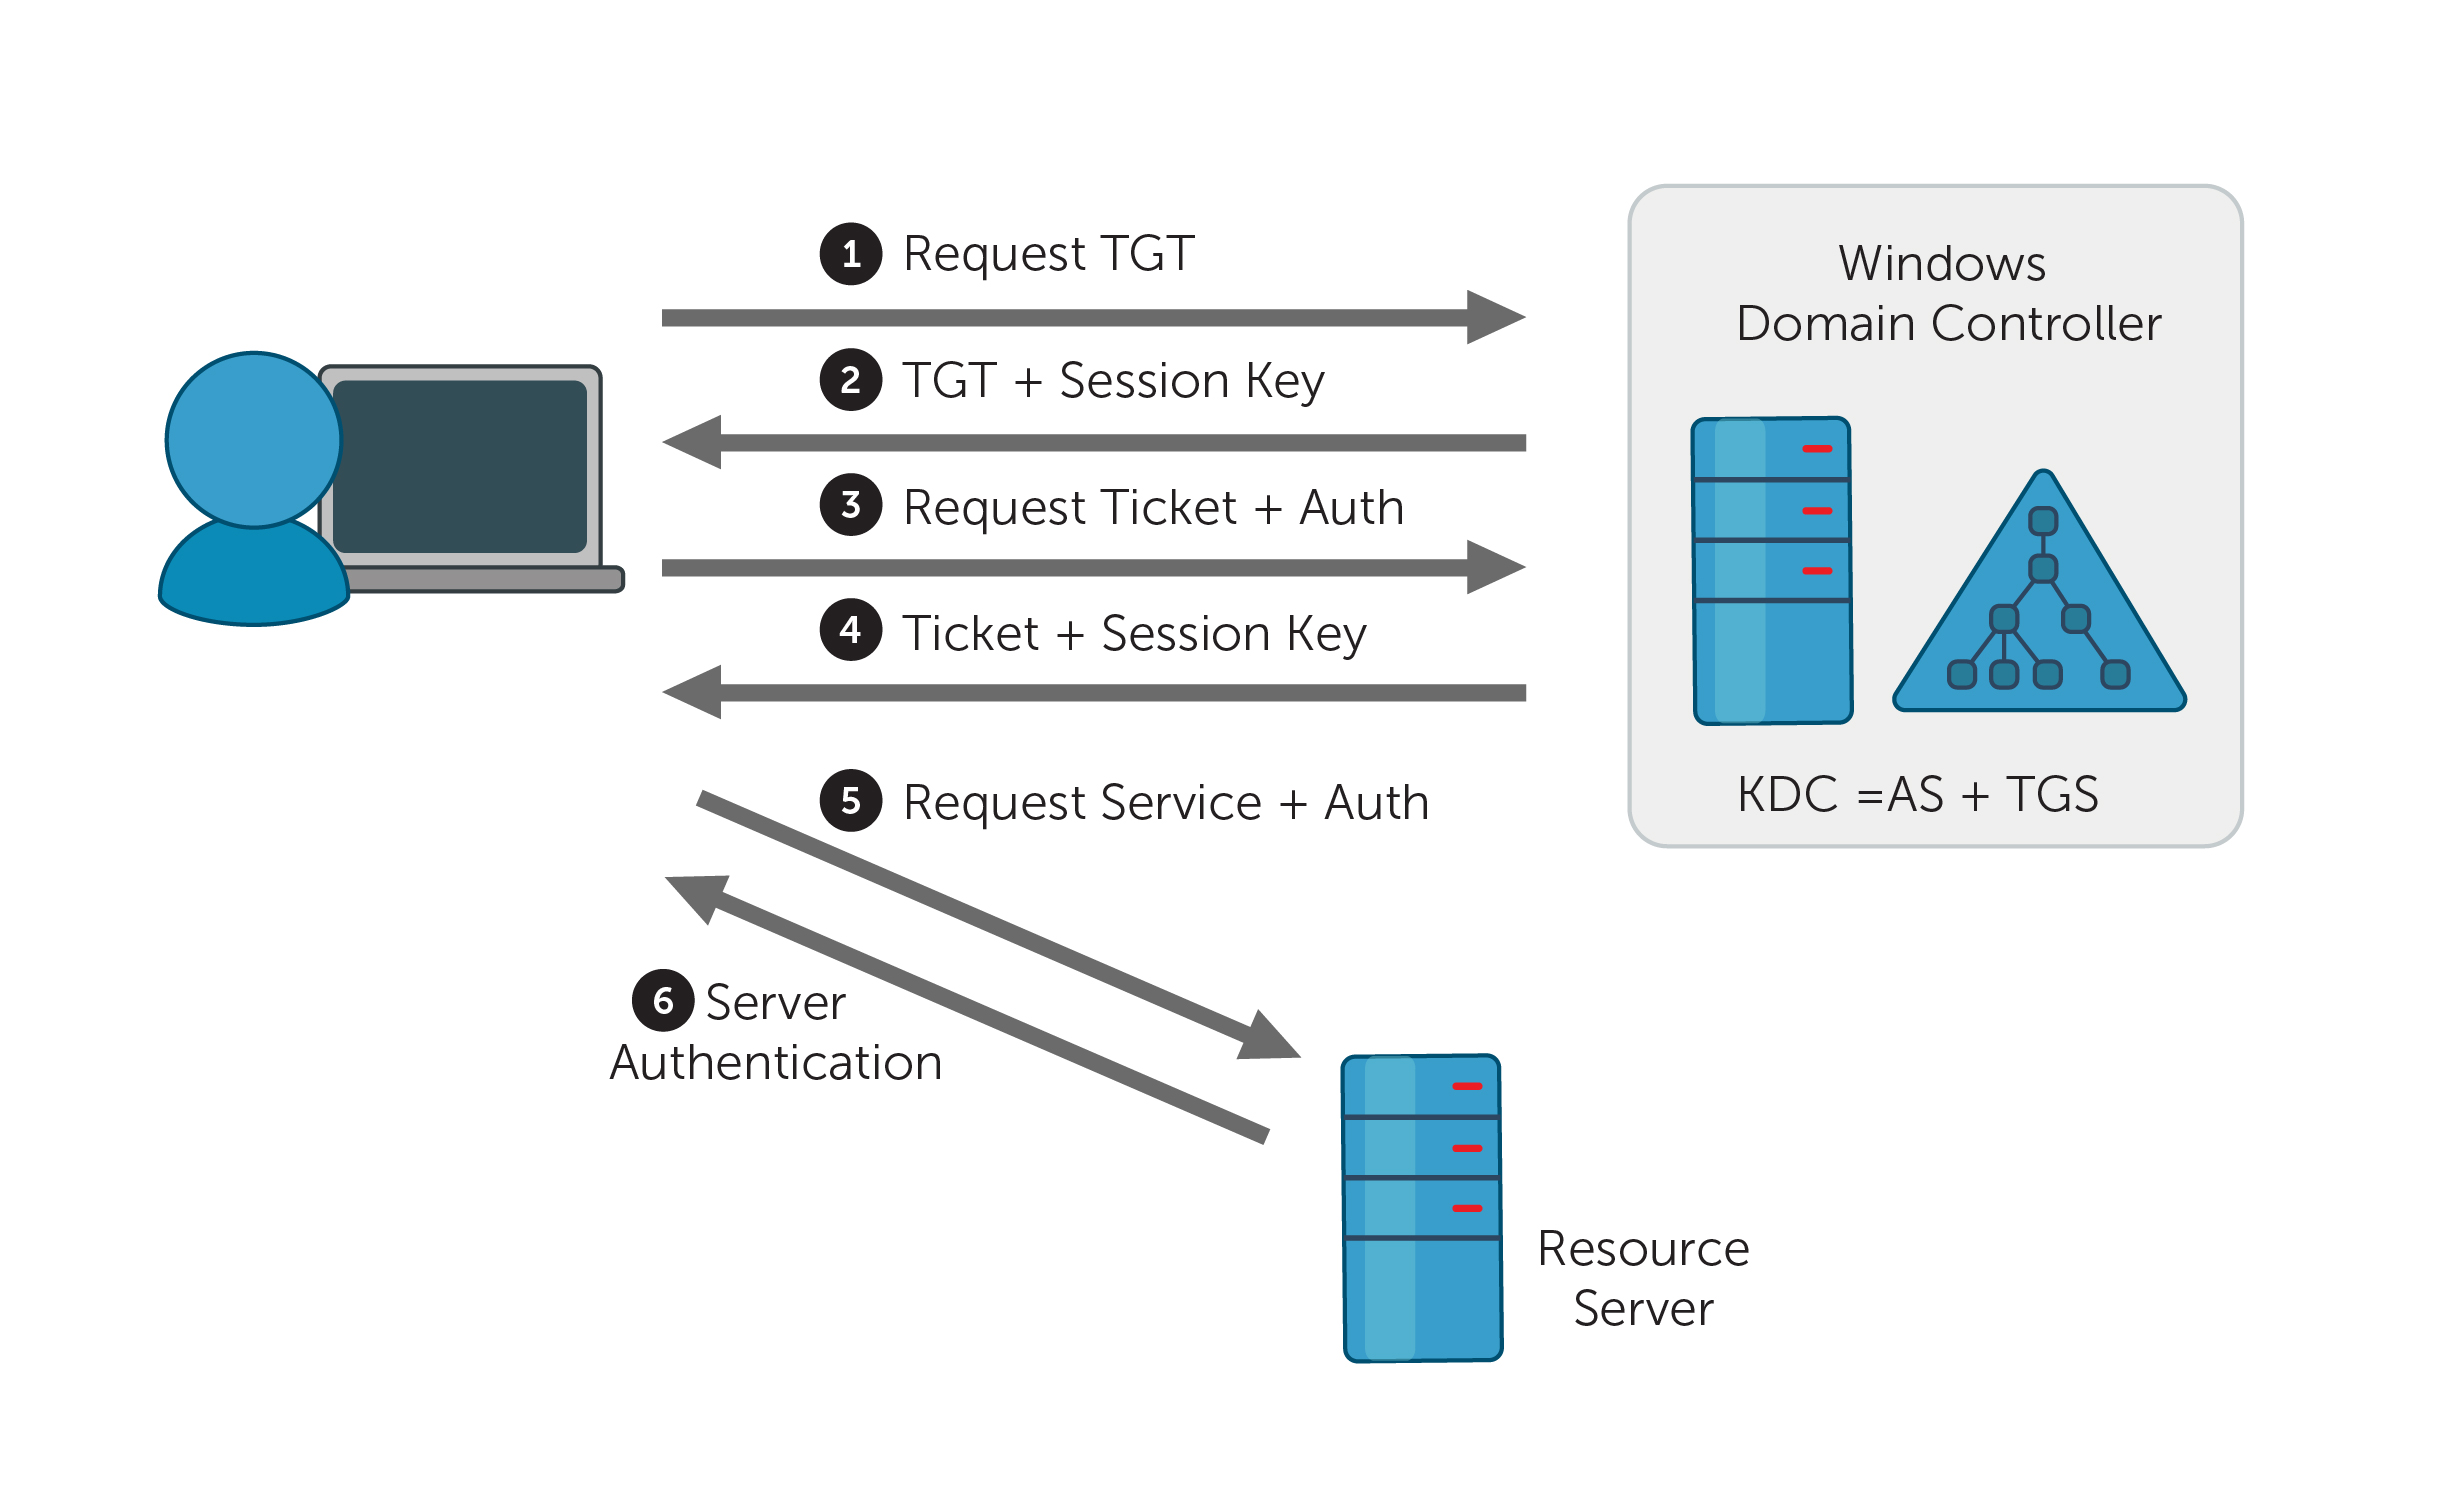 1 Request TGT
2 TGT + Session Key
3 Request Ticket + Auth
4 Ticket + Session Key
5 Request Service + Auth
6 Server
Authentication
Windows
Domain Controller
KDC =AS + TGS
Resource
Server